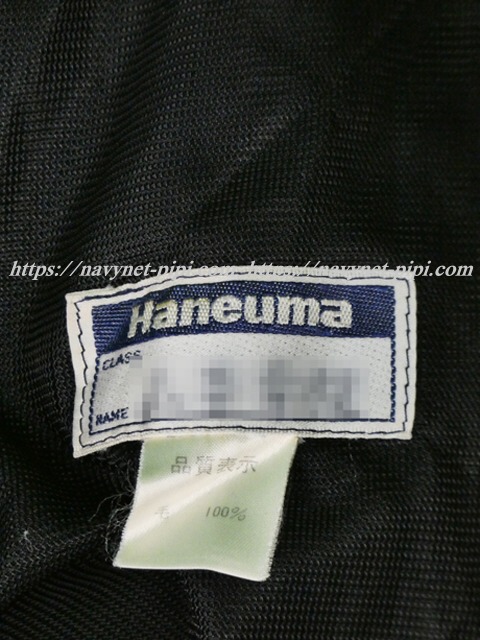 https://navynet-pipi.com https://navynet-pipi.com
Haneuma
CLASS
NAME
品質表示
毛 100%